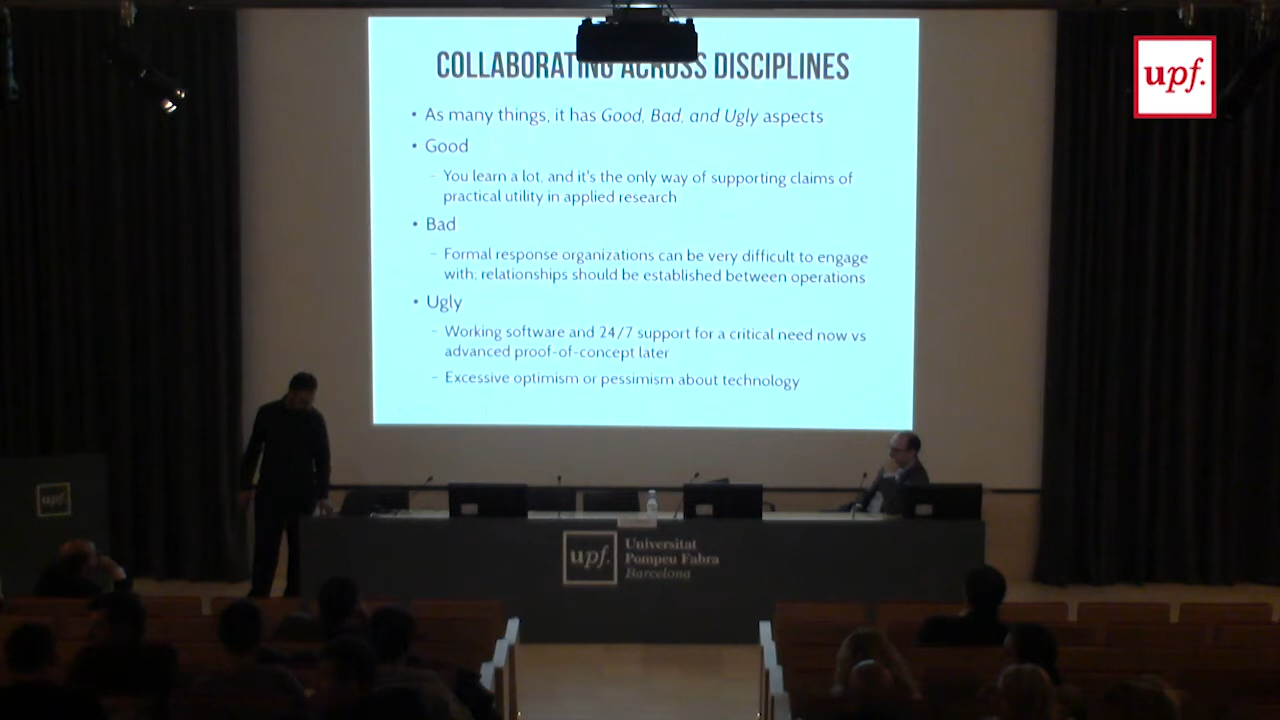 COLLABORATING ACROSS DISCIPLINES
upf.
• As many things, it has Good, Bad, and Ugly aspects
• Good
– You learn a lot, and it's the only way of supporting claims of
practical utility in applied research
• Bad
– Formal response organizations can be very difficult to engage
with; relationships should be established between operations
• Ugly
– Working software and 24/7 support for a critical need now vs
advanced proof-of-concept later
– Excessive optimism or pessimism about technology
upf.
upf.
Universitat
Pompeu Fabra
Barcelona